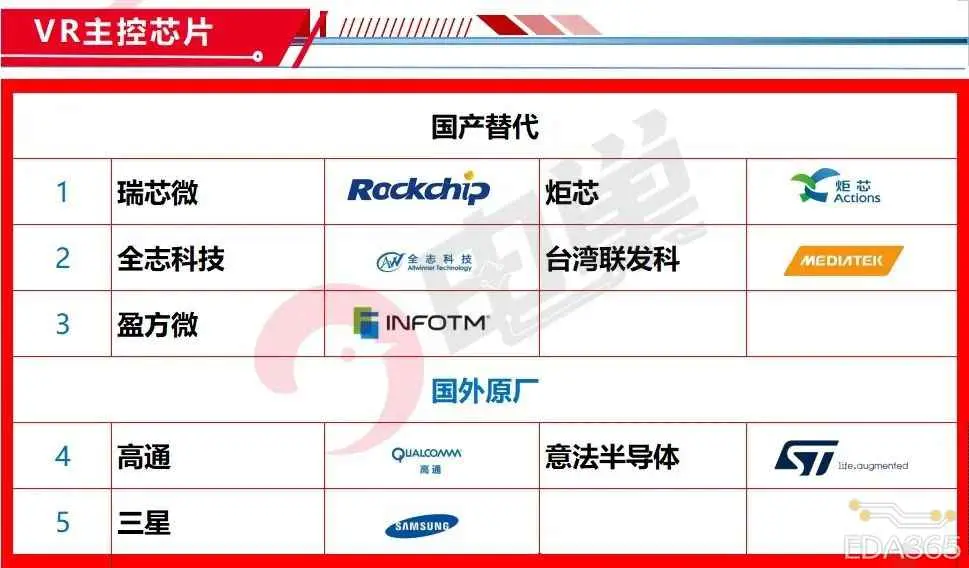 VR主控芯片
国产替代
1 瑞芯微 Rockchip 炬芯 炬芯
Actions
2 全志科技 AW 全志科技
Allwinner Technology
台湾联发科 MEDIATEK
3 盈方微 INFOTM
国外原厂
4 高通 QUALCOMM
高通
意法半导体 ST life.augmented
5 三星 SAMSUNG
电巢
EDA365